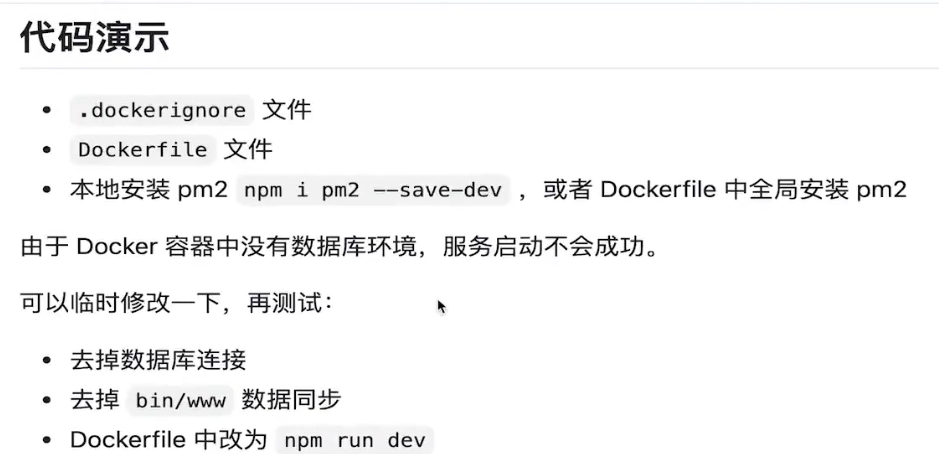 代码演示
• .dockerignore 文件
• Dockerfile 文件
• 本地安装 pm2 npm i pm2 --save-dev ，或者 Dockerfile 中全局安装 pm2
由于 Docker 容器中没有数据库环境，服务启动不会成功。
可以临时修改一下，再测试：
• 去掉数据库连接
• 去掉 bin/www 数据同步
• Dockerfile 中改为 npm run dev